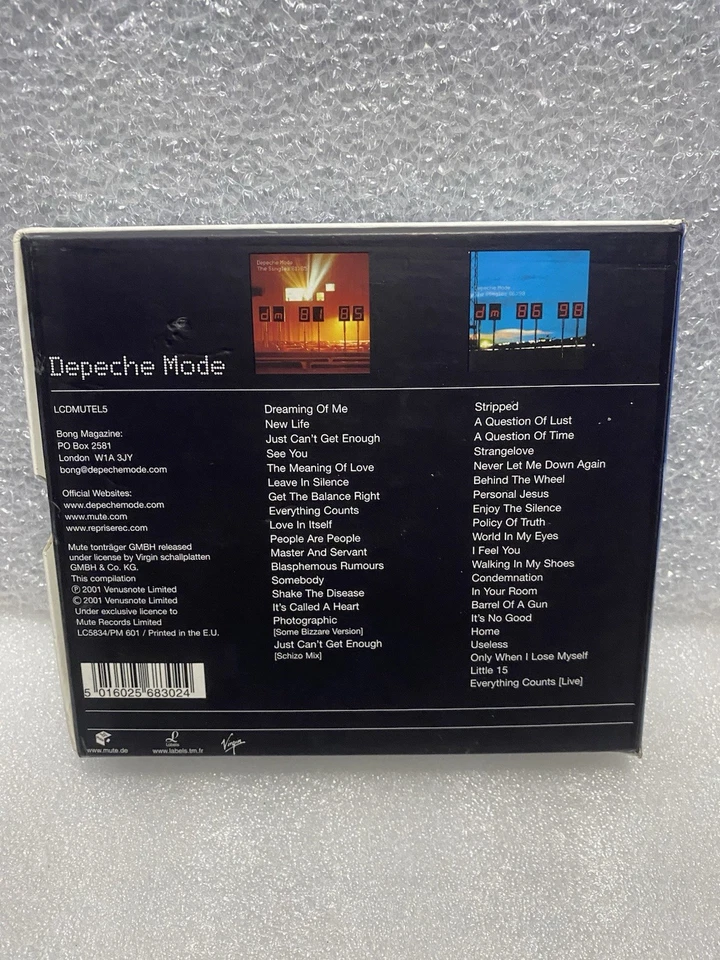 Depeche Mode
The Singles 81/85
dm 81 85
Depeche Mode
The Singles 86/98
dm 86 98
Depeche Mode
LCDMUTEL5
Bong Magazine:
PO Box 2581
London W1A 3JY
bong@depechemode.com
Official Websites:
www.depechemode.com
www.mute.com
www.repriserec.com
Mute tonträger GMBH released
under license by Virgin schallplatten
GMBH & Co. KG.
This compilation
℗ 2001 Venusnote Limited
© 2001 Venusnote Limited
Under exclusive licence to
Mute Records Limited
LC5834/PM 601 / Printed in the E.U.
5 016025 683024
Dreaming Of Me
New Life
Just Can't Get Enough
See You
The Meaning Of Love
Leave In Silence
Get The Balance Right
Everything Counts
Love In Itself
People Are People
Master And Servant
Blasphemous Rumours
Somebody
Shake The Disease
It's Called A Heart
Photographic
[Some Bizzare Version]
Just Can't Get Enough
[Schizo Mix]
Stripped
A Question Of Lust
A Question Of Time
Strangelove
Never Let Me Down Again
Behind The Wheel
Personal Jesus
Enjoy The Silence
Policy Of Truth
World In My Eyes
I Feel You
Walking In My Shoes
Condemnation
In Your Room
Barrel Of A Gun
It's No Good
Home
Useless
Only When I Lose Myself
Little 15
Everything Counts [Live]
www.mute.de
L
Labels
www.labels.tm.fr
Virgin